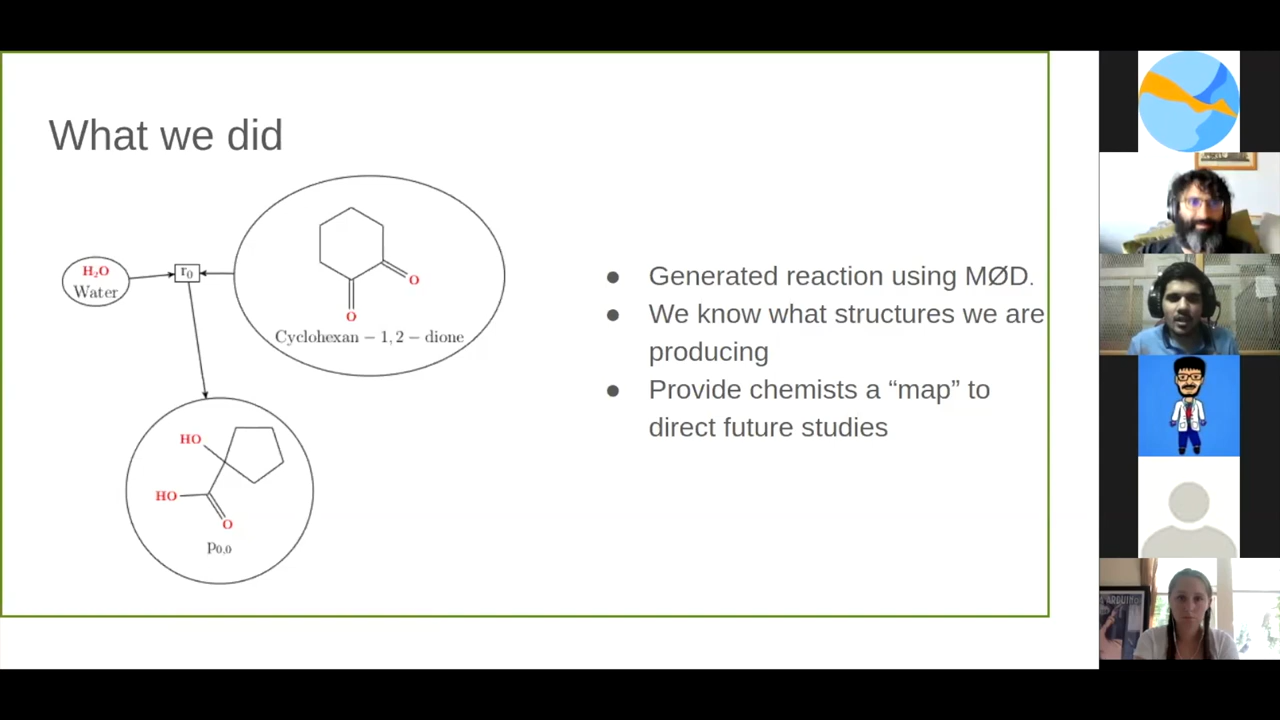 What we did
H₂O
Water
r₀
O
O
Cyclohexan − 1, 2 − dione
HO
HO
O
p₀,₀
● Generated reaction using MØD.
● We know what structures we are
producing
● Provide chemists a “map” to
direct future studies
ARDUINO